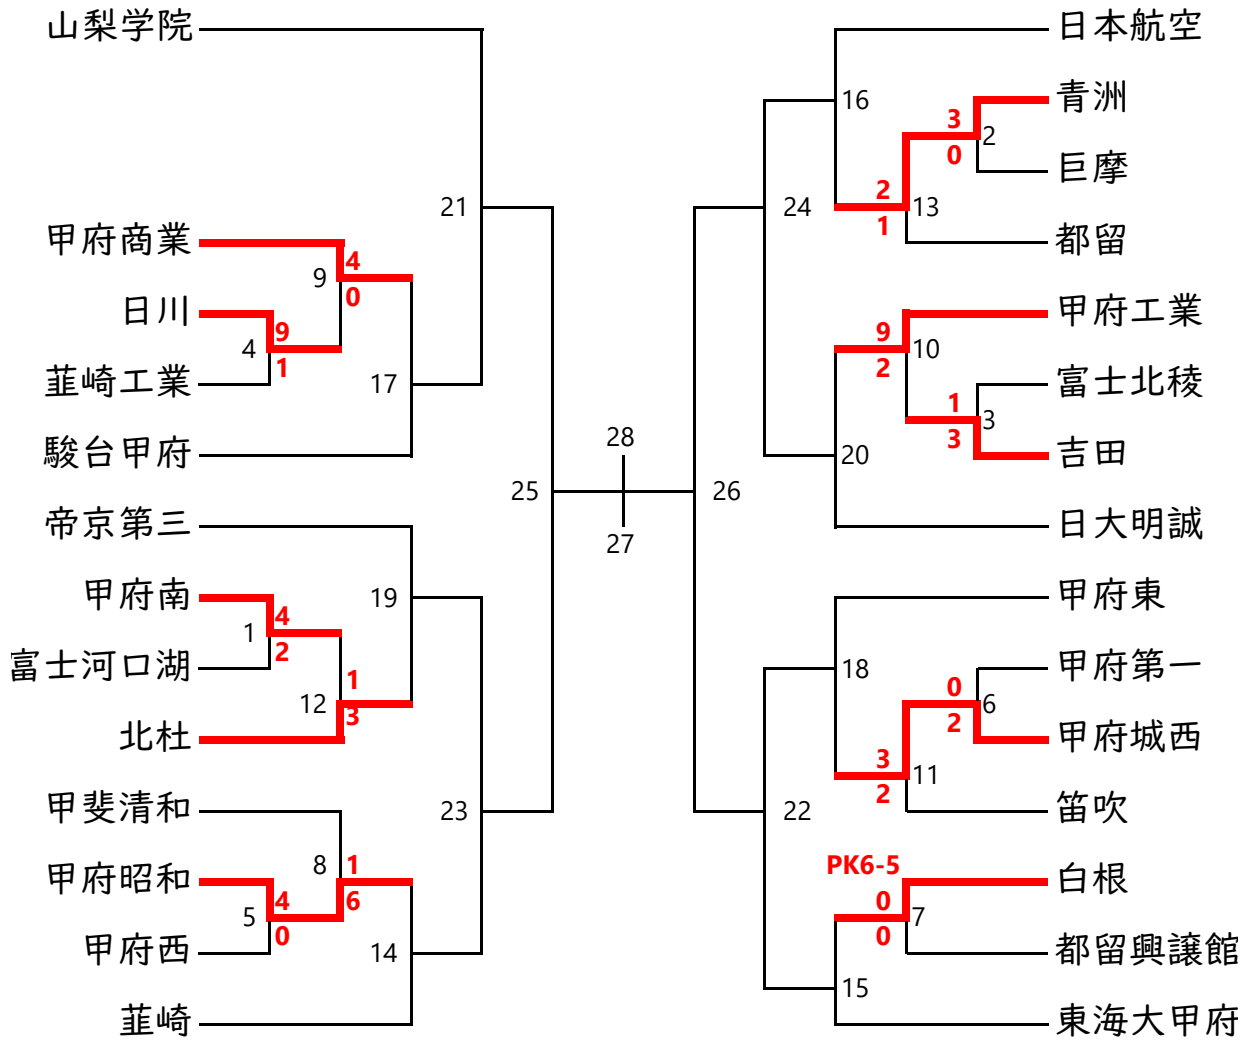 山梨学院
21
甲府商業
9
4
0
日川
4
9
1
韮崎工業
17
駿台甲府
25
帝京第三
19
甲府南
1
4
2
富士河口湖
12
1
3
北杜
甲斐清和
23
8
1
6
甲府昭和
5
4
0
甲府西
14
韮崎
28
27
日本航空
16
青洲
3
0
2
巨摩
24
2
1
13
都留
甲府工業
9
2
10
富士北稜
1
3
3
吉田
20
26
日大明誠
甲府東
18
甲府第一
0
2
6
甲府城西
3
2
11
笛吹
22
PK6-5
白根
0
0
7
都留興譲館
15
東海大甲府